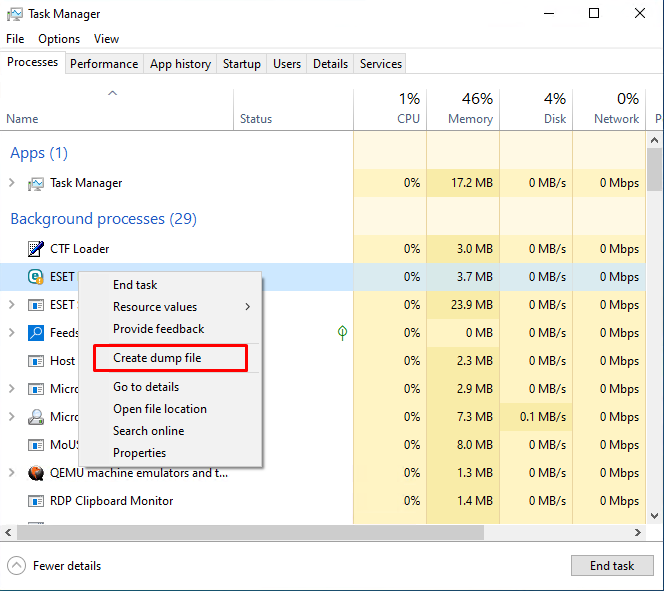 Task Manager
File Options View
Processes Performance App history Startup Users Details Services
1% 46% 4% 0%
Name Status CPU Memory Disk Network P
Apps (1)
Task Manager 0% 17.2 MB 0 MB/s 0 Mbps
Background processes (29)
CTF Loader 0% 3.0 MB 0 MB/s 0 Mbps
ESET 0% 3.7 MB 0 MB/s 0 Mbps
End task
ESET 0% 23.9 MB 0 MB/s 0 Mbps
Resource values
Feeds 0% 0 MB 0 MB/s 0 Mbps
Provide feedback
Host 0% 2.3 MB 0 MB/s 0 Mbps
Create dump file
Micro 0% 2.9 MB 0 MB/s 0 Mbps
Go to details
Micro 0% 7.3 MB 0.1 MB/s 0 Mbps
Open file location
MoUS 0% 8.0 MB 0 MB/s 0 Mbps
Search online
Properties
QEMU machine emulators and t... 0% 1.3 MB 0 MB/s 0 Mbps
RDP Clipboard Monitor 0% 1.4 MB 0 MB/s 0 Mbps
Fewer details End task